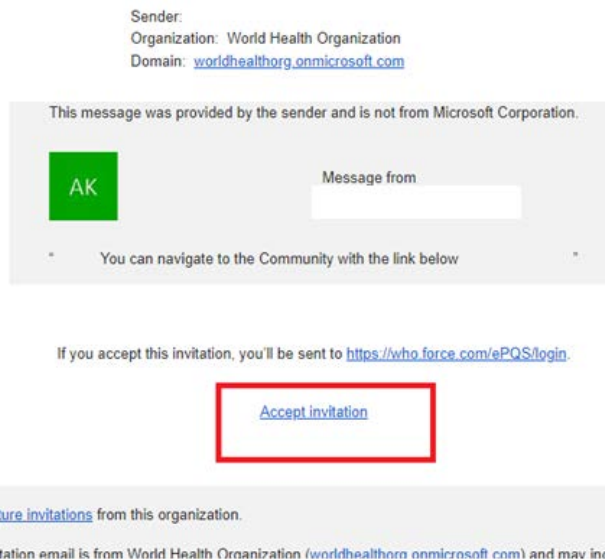 Sender:
Organization: World Health Organization
Domain: worldhealthorg.onmicrosoft.com
This message was provided by the sender and is not from Microsoft Corporation.
AK
Message from
“ You can navigate to the Community with the link below ”
If you accept this invitation, you'll be sent to https://who.force.com/ePQS/login.
Accept invitation
ture invitations from this organization.
tation email is from World Health Organization (worldhealthorg.onmicrosoft.com) and may in